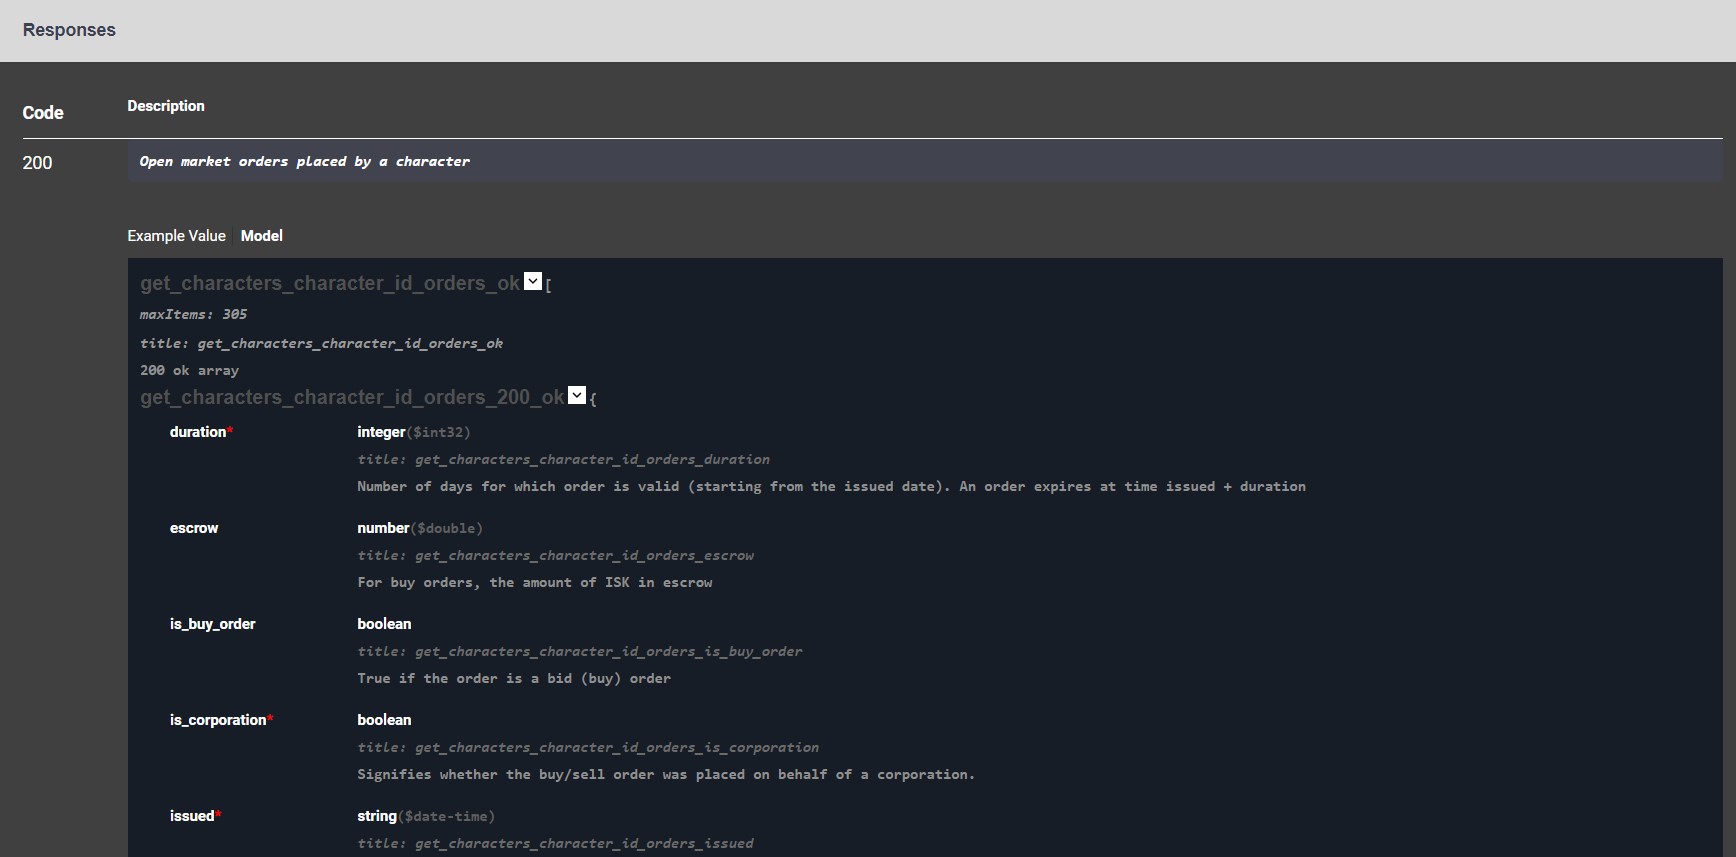 Responses
Code Description
200 Open market orders placed by a character
Example Value Model
get_characters_character_id_orders_ok [
maxItems: 305
title: get_characters_character_id_orders_ok
200 ok array
get_characters_character_id_orders_200_ok {
duration* integer($int32)
title: get_characters_character_id_orders_duration
Number of days for which order is valid (starting from the issued date). An order expires at time issued + duration
escrow number($double)
title: get_characters_character_id_orders_escrow
For buy orders, the amount of ISK in escrow
is_buy_order boolean
title: get_characters_character_id_orders_is_buy_order
True if the order is a bid (buy) order
is_corporation* boolean
title: get_characters_character_id_orders_is_corporation
Signifies whether the buy/sell order was placed on behalf of a corporation.
issued* string($date-time)
title: get_characters_character_id_orders_issued